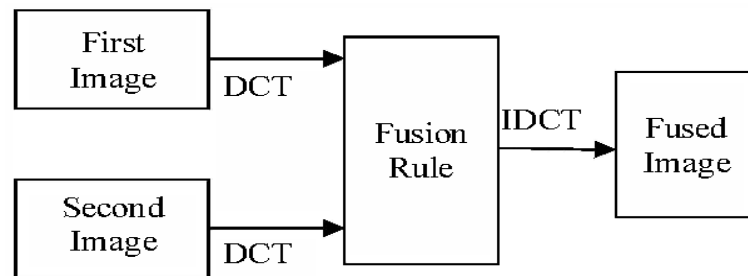 First
Image
DCT
Second
Image
DCT
Fusion
Rule
IDCT
Fused
Image